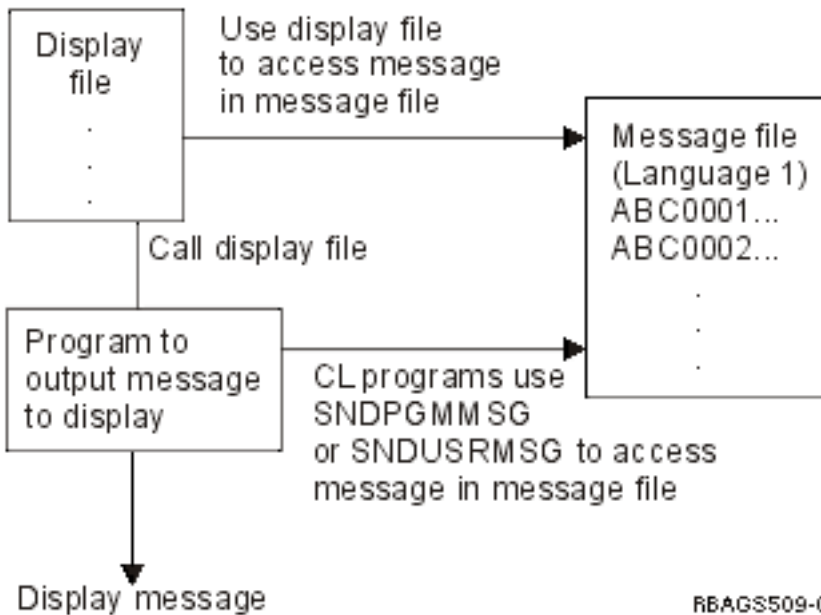 Display
file
.
.
.
Use display file
to access message
in message file
Message file
(Language 1)
ABC0001...
ABC0002...
.
.
.
Call display file
Program to
output message
to display
CL programs use
SNDPGMMSG
or SNDUSRMSG to access
message in message file
Display message
RBAGS509-0